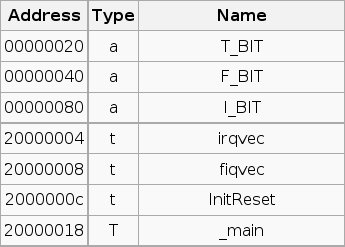 Address Type Name
00000020 a T_BIT
00000040 a F_BIT
00000080 a I_BIT
20000004 t irqvec
20000008 t fiqvec
2000000c t InitReset
20000018 T _main